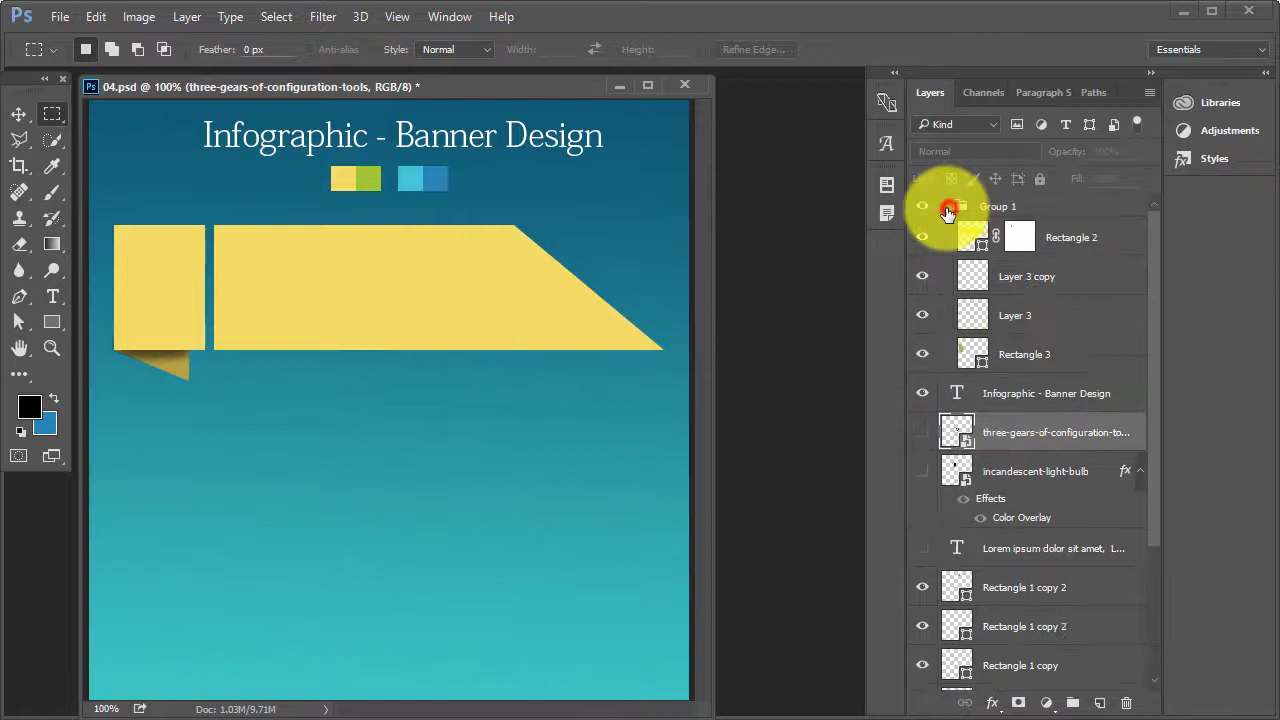 Ps File Edit Image Layer Type Select Filter 3D View Window Help
Feather: 0 px Anti-alias Style: Normal Width: Height: Refine Edge... Essentials
Ps 04.psd @ 100% (three-gears-of-configuration-tools, RGB/8) *
Infographic - Banner Design
100% Doc: 1.03M/9.71M
Layers Channels Paragraph S Paths
Kind
Normal Opacity: 100%
Fill:
Group 1
Rectangle 2
Layer 3 copy
Layer 3
Rectangle 3
T Infographic - Banner Design
three-gears-of-configuration-to...
incandescent-light-bulb fx
Effects
Color Overlay
T Lorem ipsum dolor sit amet, L...
Rectangle 1 copy 2
Rectangle 1 copy 2
Rectangle 1 copy
fx
Libraries
Adjustments
Styles